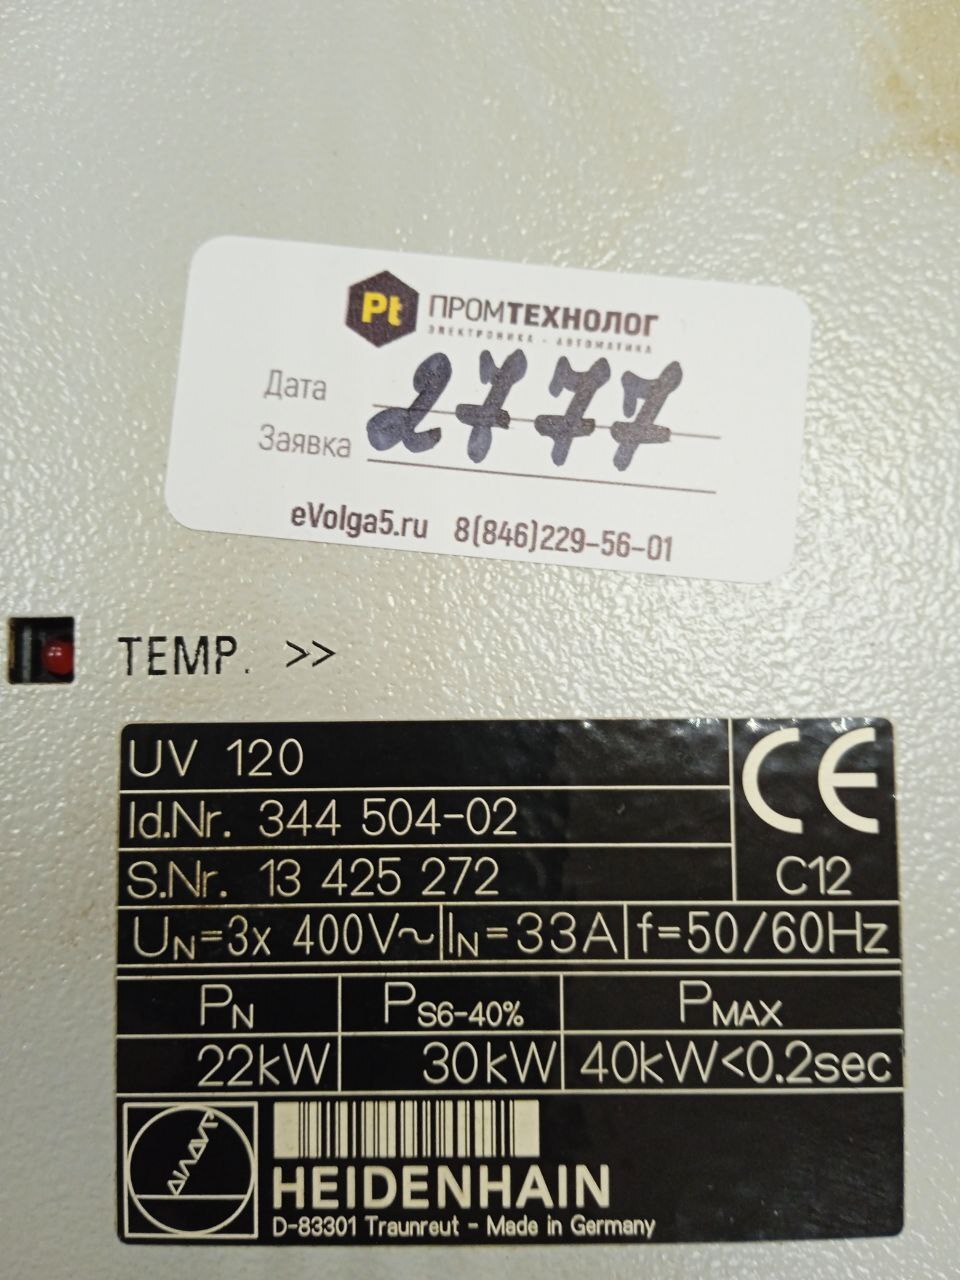 Pt ПРОМТЕХНОЛОГ
ЭЛЕКТРОНИКА - АВТОМАТИКА
Дата
2777
Заявка
eVolga5.ru 8(846)229-56-01
TEMP. >>
UV 120
Id.Nr. 344 504-02
S.Nr. 13 425 272
CE
C12
UN=3x 400V~ IN=33A f=50/60Hz
PN PS6-40% PMAX
22kW 30kW 40kW<0.2sec
HEIDENHAIN
D-83301 Traunreut - Made in Germany